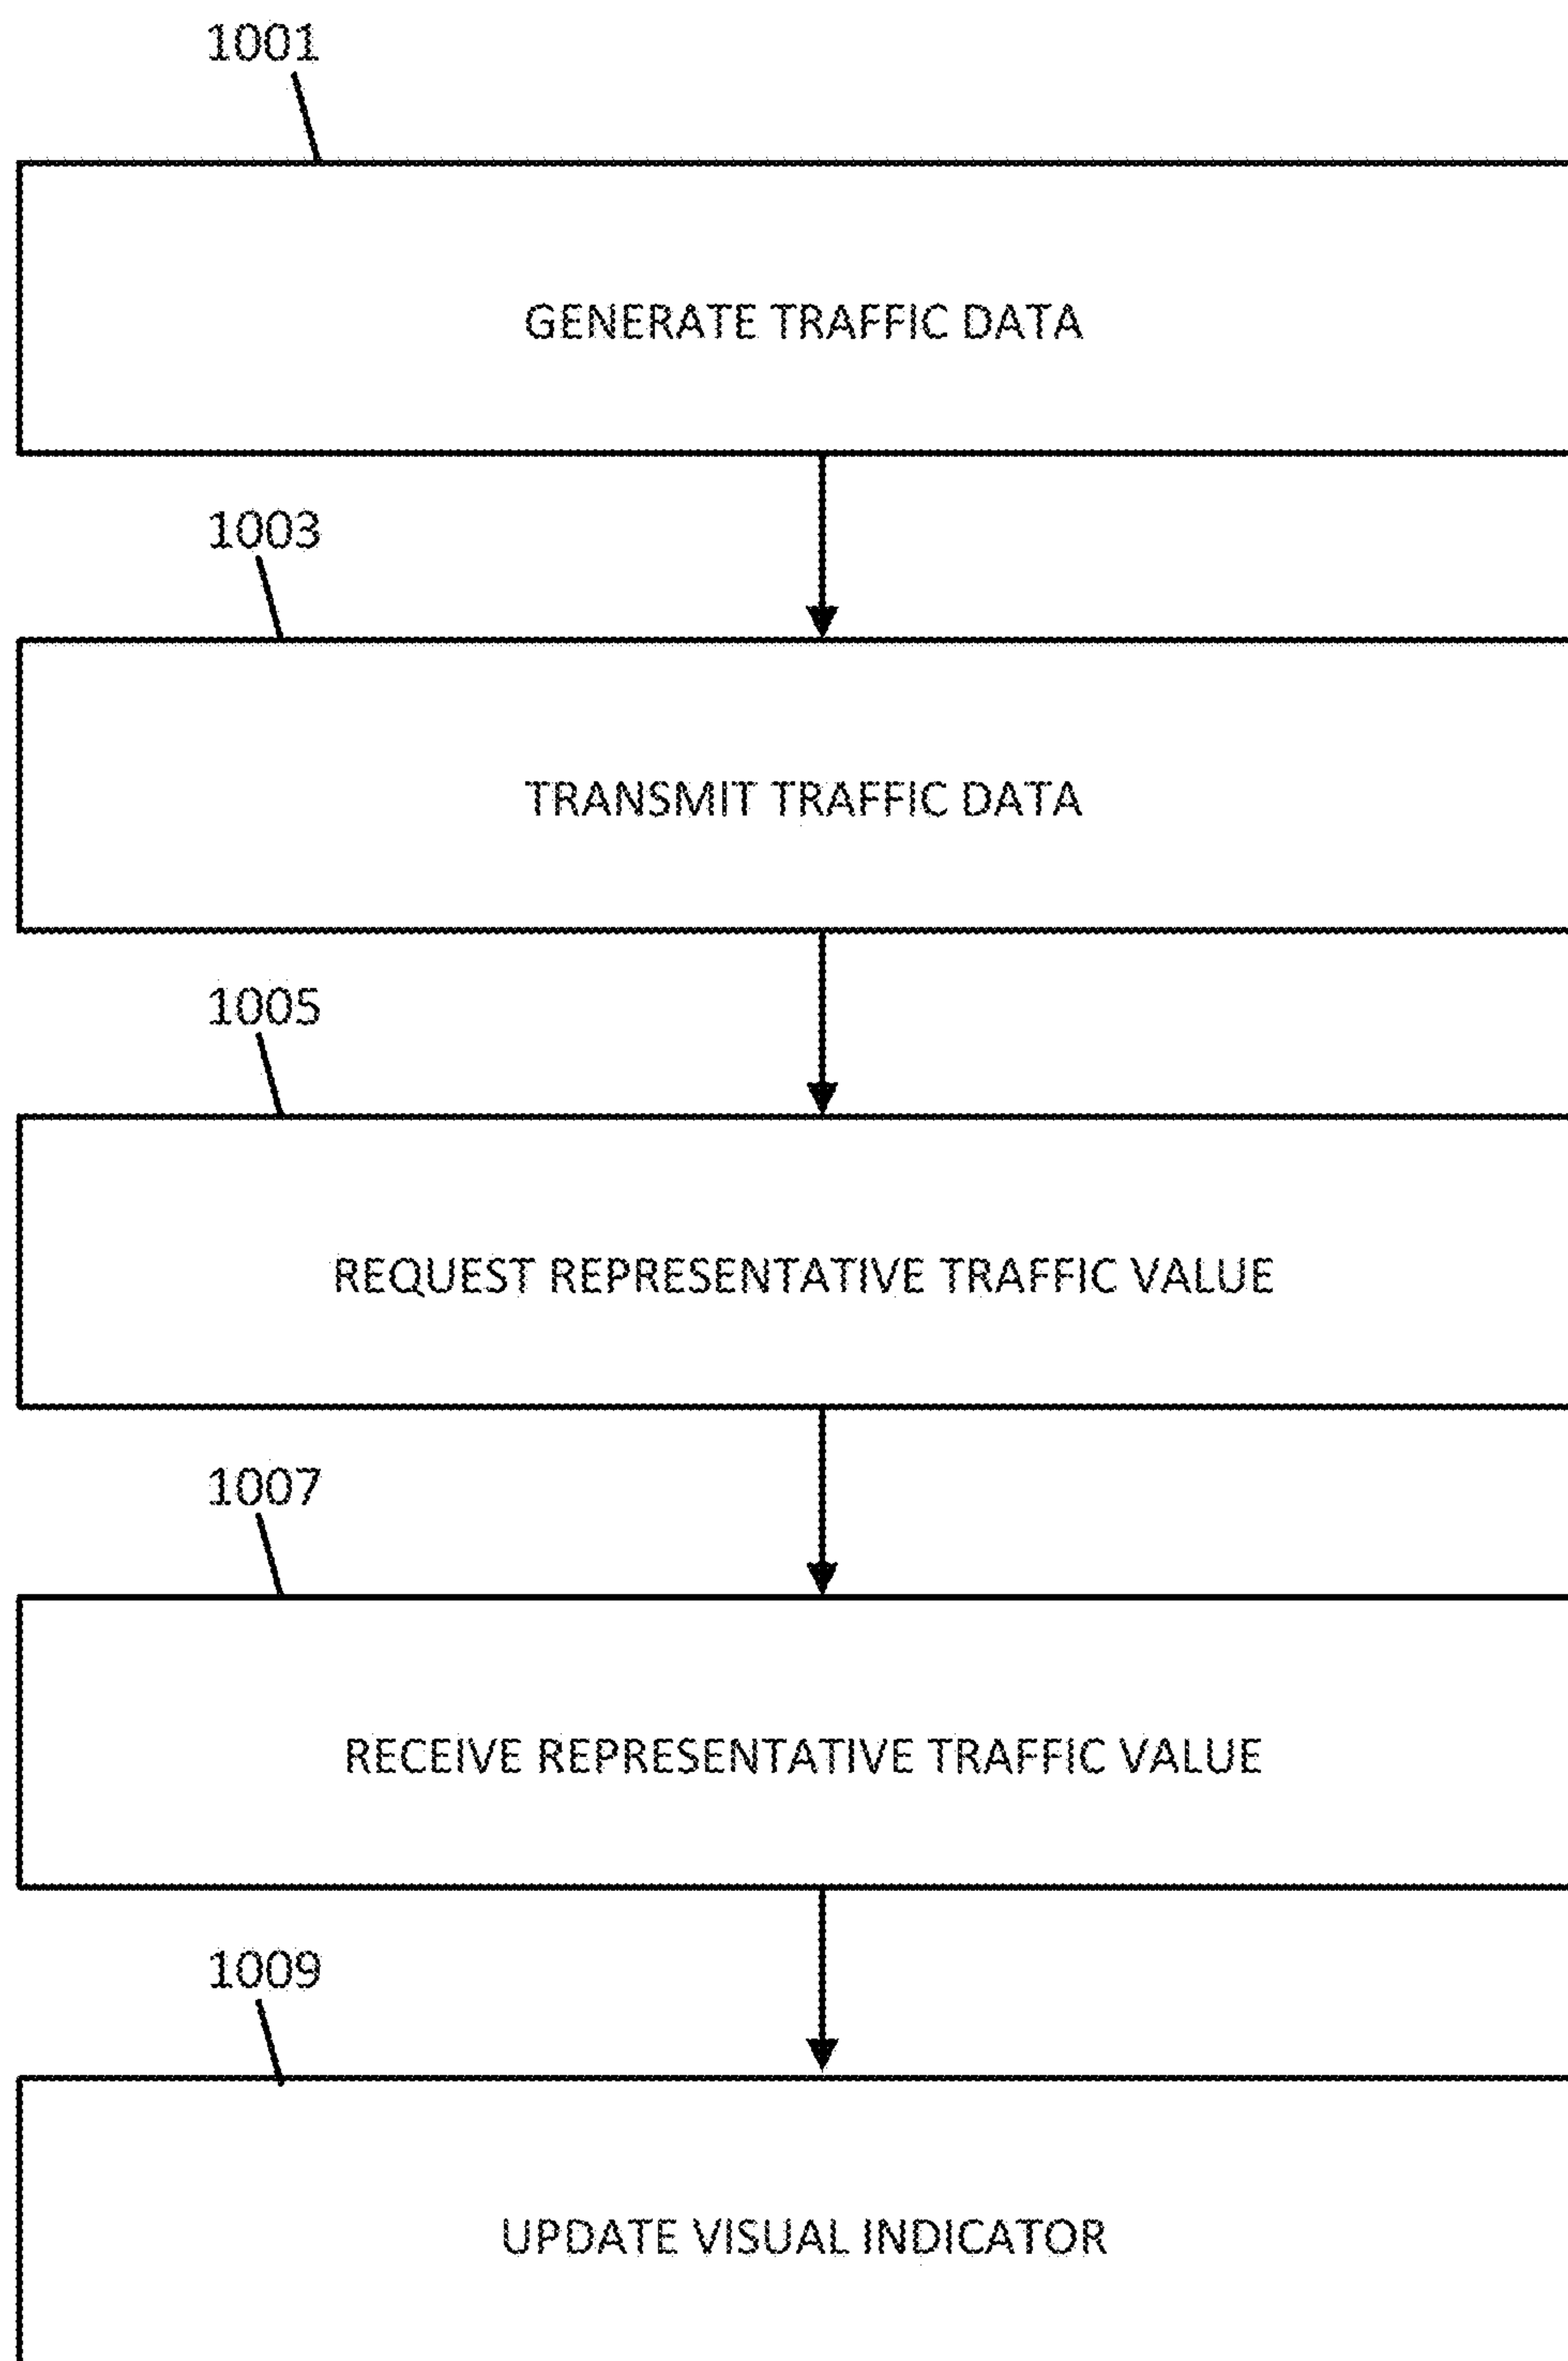 1001
GENERATE TRAFFIC DATA
1003
TRANSMIT TRAFFIC DATA
1005
REQUEST REPRESENTATIVE TRAFFIC VALUE
1007
RECEIVE REPRESENTATIVE TRAFFIC VALUE
1009
UPDATE VISUAL INDICATOR